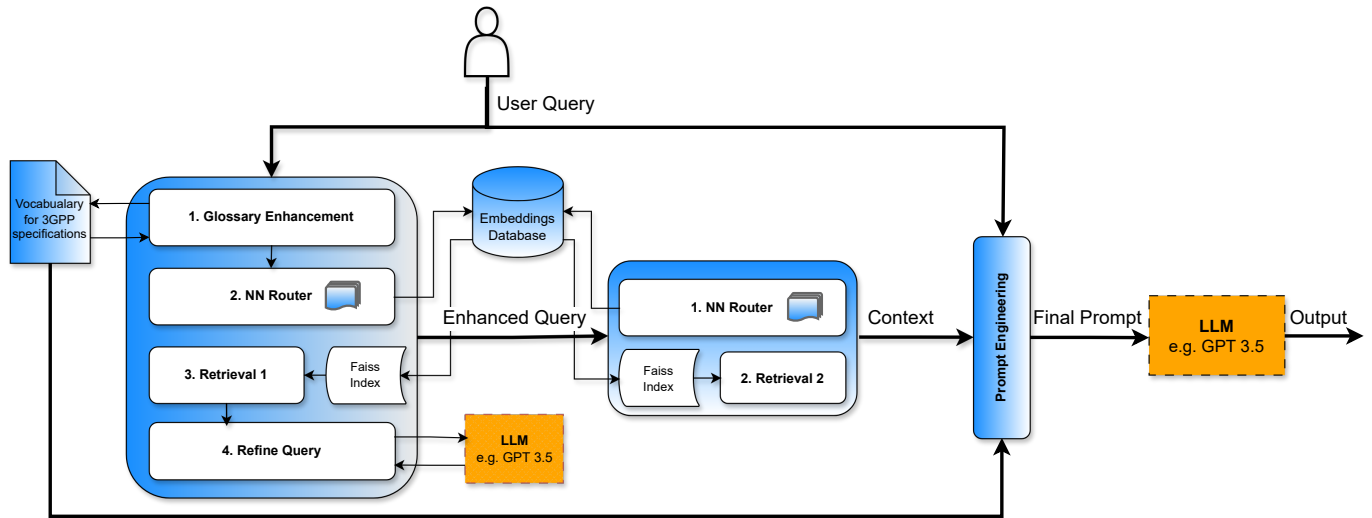 User Query
Vocabualary
for 3GPP
specifications
1. Glossary Enhancement
2. NN Router
3. Retrieval 1
Faiss
Index
4. Refine Query
LLM
e.g. GPT 3.5
Embeddings
Database
Enhanced Query
1. NN Router
Faiss
Index
2. Retrieval 2
Context
Prompt Engineering
Final Prompt
LLM
e.g. GPT 3.5
Output